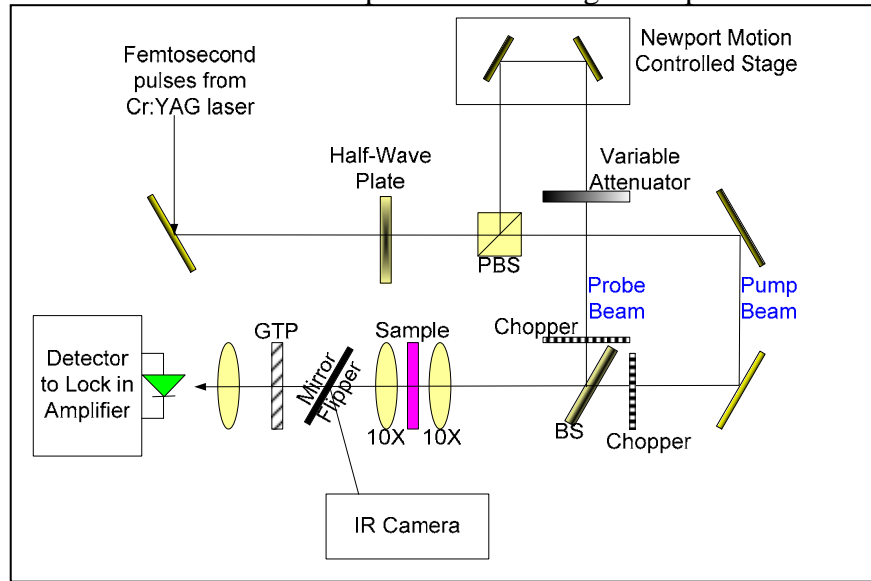 Newport Motion
Controlled Stage
Femtosecond
pulses from
Cr:YAG laser
Half-Wave
Plate
Variable
Attenuator
PBS
Probe
Beam
Pump
Beam
Chopper
GTP
Sample
Detector
to Lock in
Amplifier
Mirror
Flipper
10X
10X
BS
Chopper
IR Camera